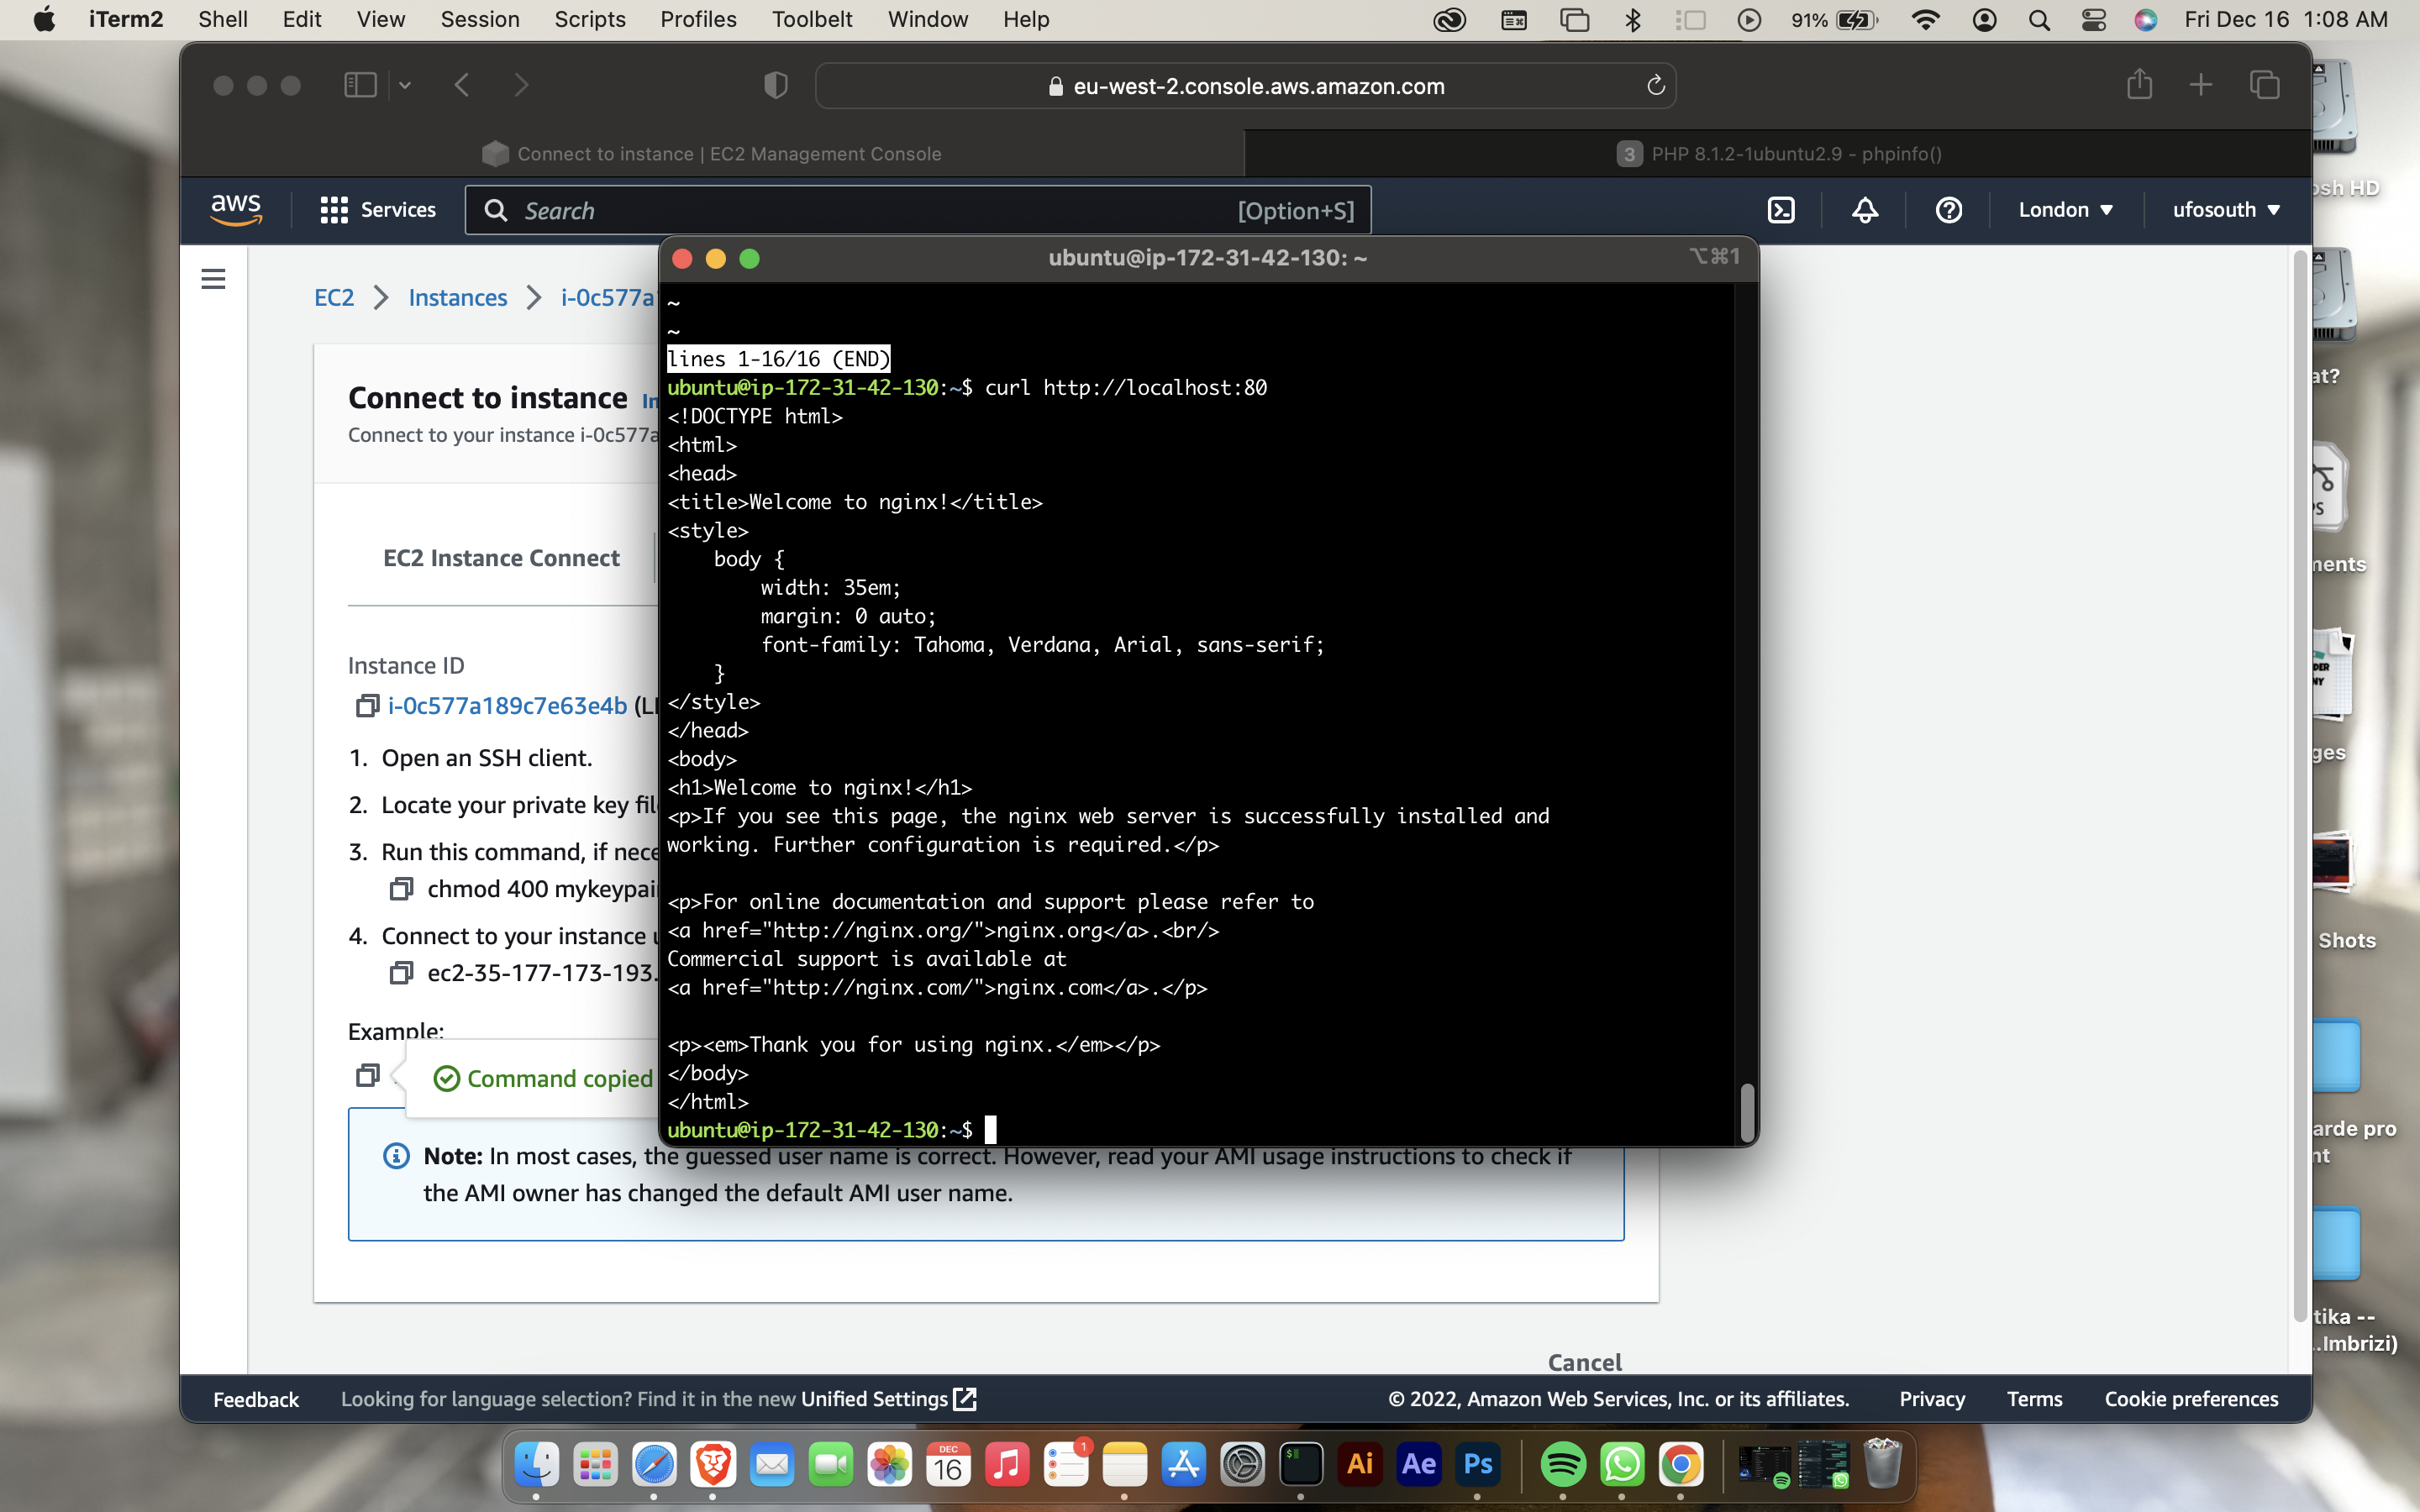 iTerm2 Shell Edit View Session Scripts Profiles Toolbelt Window Help 91% Fri Dec 16 1:08 AM
eu-west-2.console.aws.amazon.com
Connect to instance | EC2 Management Console
3 PHP 8.1.2-1ubuntu2.9 - phpinfo()
aws Services Search [Option+S] London ufosouth
EC2 Instances i-0c577a
Connect to instance
Connect to your instance i-0c577a
EC2 Instance Connect
Instance ID
i-0c577a189c7e63e4b
1. Open an SSH client.
2. Locate your private key
3. Run this command, if
chmod 400
4. Connect to your instance
ec2-35-177-173-193.
Example:
Command copied
ubuntu@ip-172-31-42-130: ~ ⌥⌘1
~
~
lines 1-16/16 (END)
ubuntu@ip-172-31-42-130:~$ curl http://localhost:80
<!DOCTYPE html>
<html>
<head>
<title>Welcome to nginx!</title>
<style>
    body {
        width: 35em;
        margin: 0 auto;
        font-family: Tahoma, Verdana, Arial, sans-serif;
    }
</style>
</head>
<body>
<h1>Welcome to nginx!</h1>
<p>If you see this page, the nginx web server is successfully installed and
working. Further configuration is required.</p>
<p>For online documentation and support please refer to
<a href="http://nginx.org/">nginx.org</a>.<br/>
Commercial support is available at
<a href="http://nginx.com/">nginx.com</a>.</p>
<p><em>Thank you for using nginx.</em></p>
</body>
</html>
ubuntu@ip-172-31-42-130:~$
Note: In most cases, the guessed user name is correct. However, read your AMI usage instructions to check if
the AMI owner has changed the default AMI user name.
Cancel
Feedback Looking for language selection? Find it in the new Unified Settings © 2022, Amazon Web Services, Inc. or its affiliates. Privacy Terms Cookie preferences
HD
at?
Shots
arde pro
nt
tika --
...Imbrizi)
DEC
16
1
Ai Ae Ps